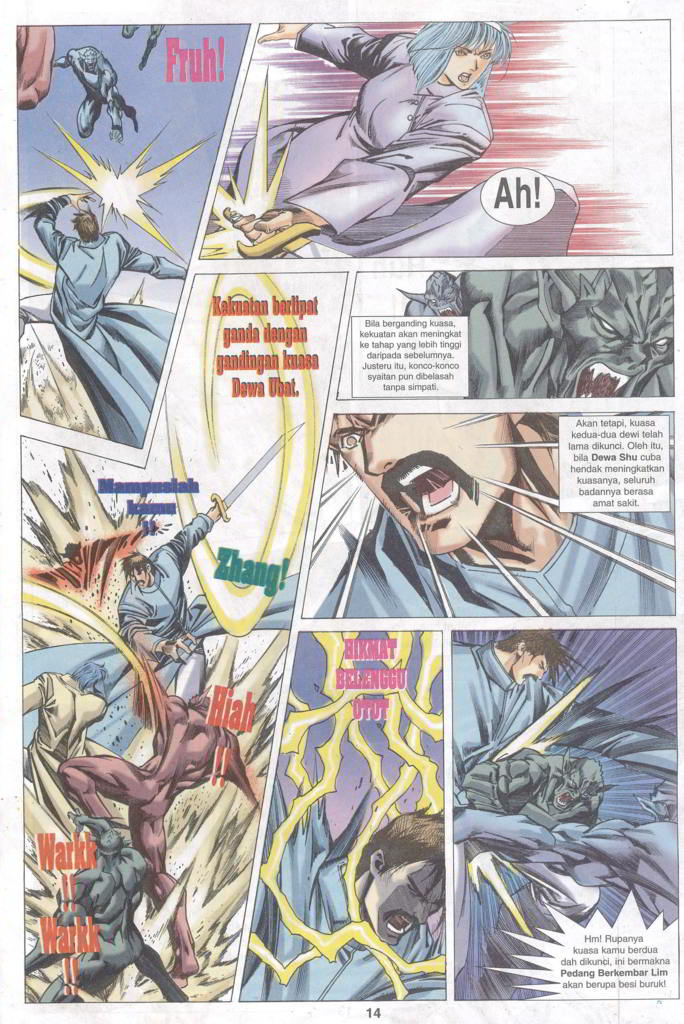 Fruh!
Ah!
Kekuatan berlipat
ganda dengan
gandingan kuasa
Dewa Ubat.
Bila berganding kuasa,
kekuatan akan meningkat
ke tahap yang lebih tinggi
daripada sebelumnya.
Justeru itu, konco-konco
syaitan pun dibelasah
tanpa simpati.
Akan tetapi, kuasa
kedua-dua dewi telah
lama dikunci. Oleh itu,
bila Dewa Shu cuba
hendak meningkatkan
kuasanya, seluruh
badannya berasa
amat sakit.
Mampuslah
kamu
!!
Zhang!
Hiah
!!
Warkk
!!
Warkk
!!
HIKMAT
BELENGGU
OTOT
Hm! Rupanya
kuasa kamu berdua
dah dikunci, ini bermakna
Pedang Berkembar Lim
akan berupa besi buruk!
14